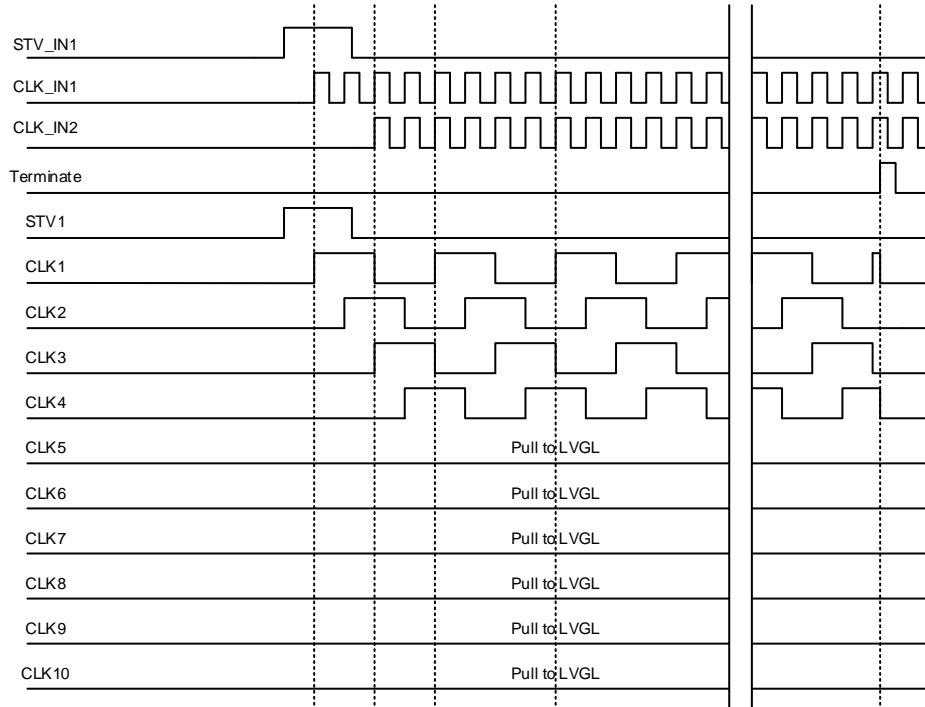 STV_IN1
CLK_IN1
CLK_IN2
Terminate
STV1
CLK1
CLK2
CLK3
CLK4
CLK5 Pull to LVGL
CLK6 Pull to LVGL
CLK7 Pull to LVGL
CLK8 Pull to LVGL
CLK9 Pull to LVGL
CLK10 Pull to LVGL